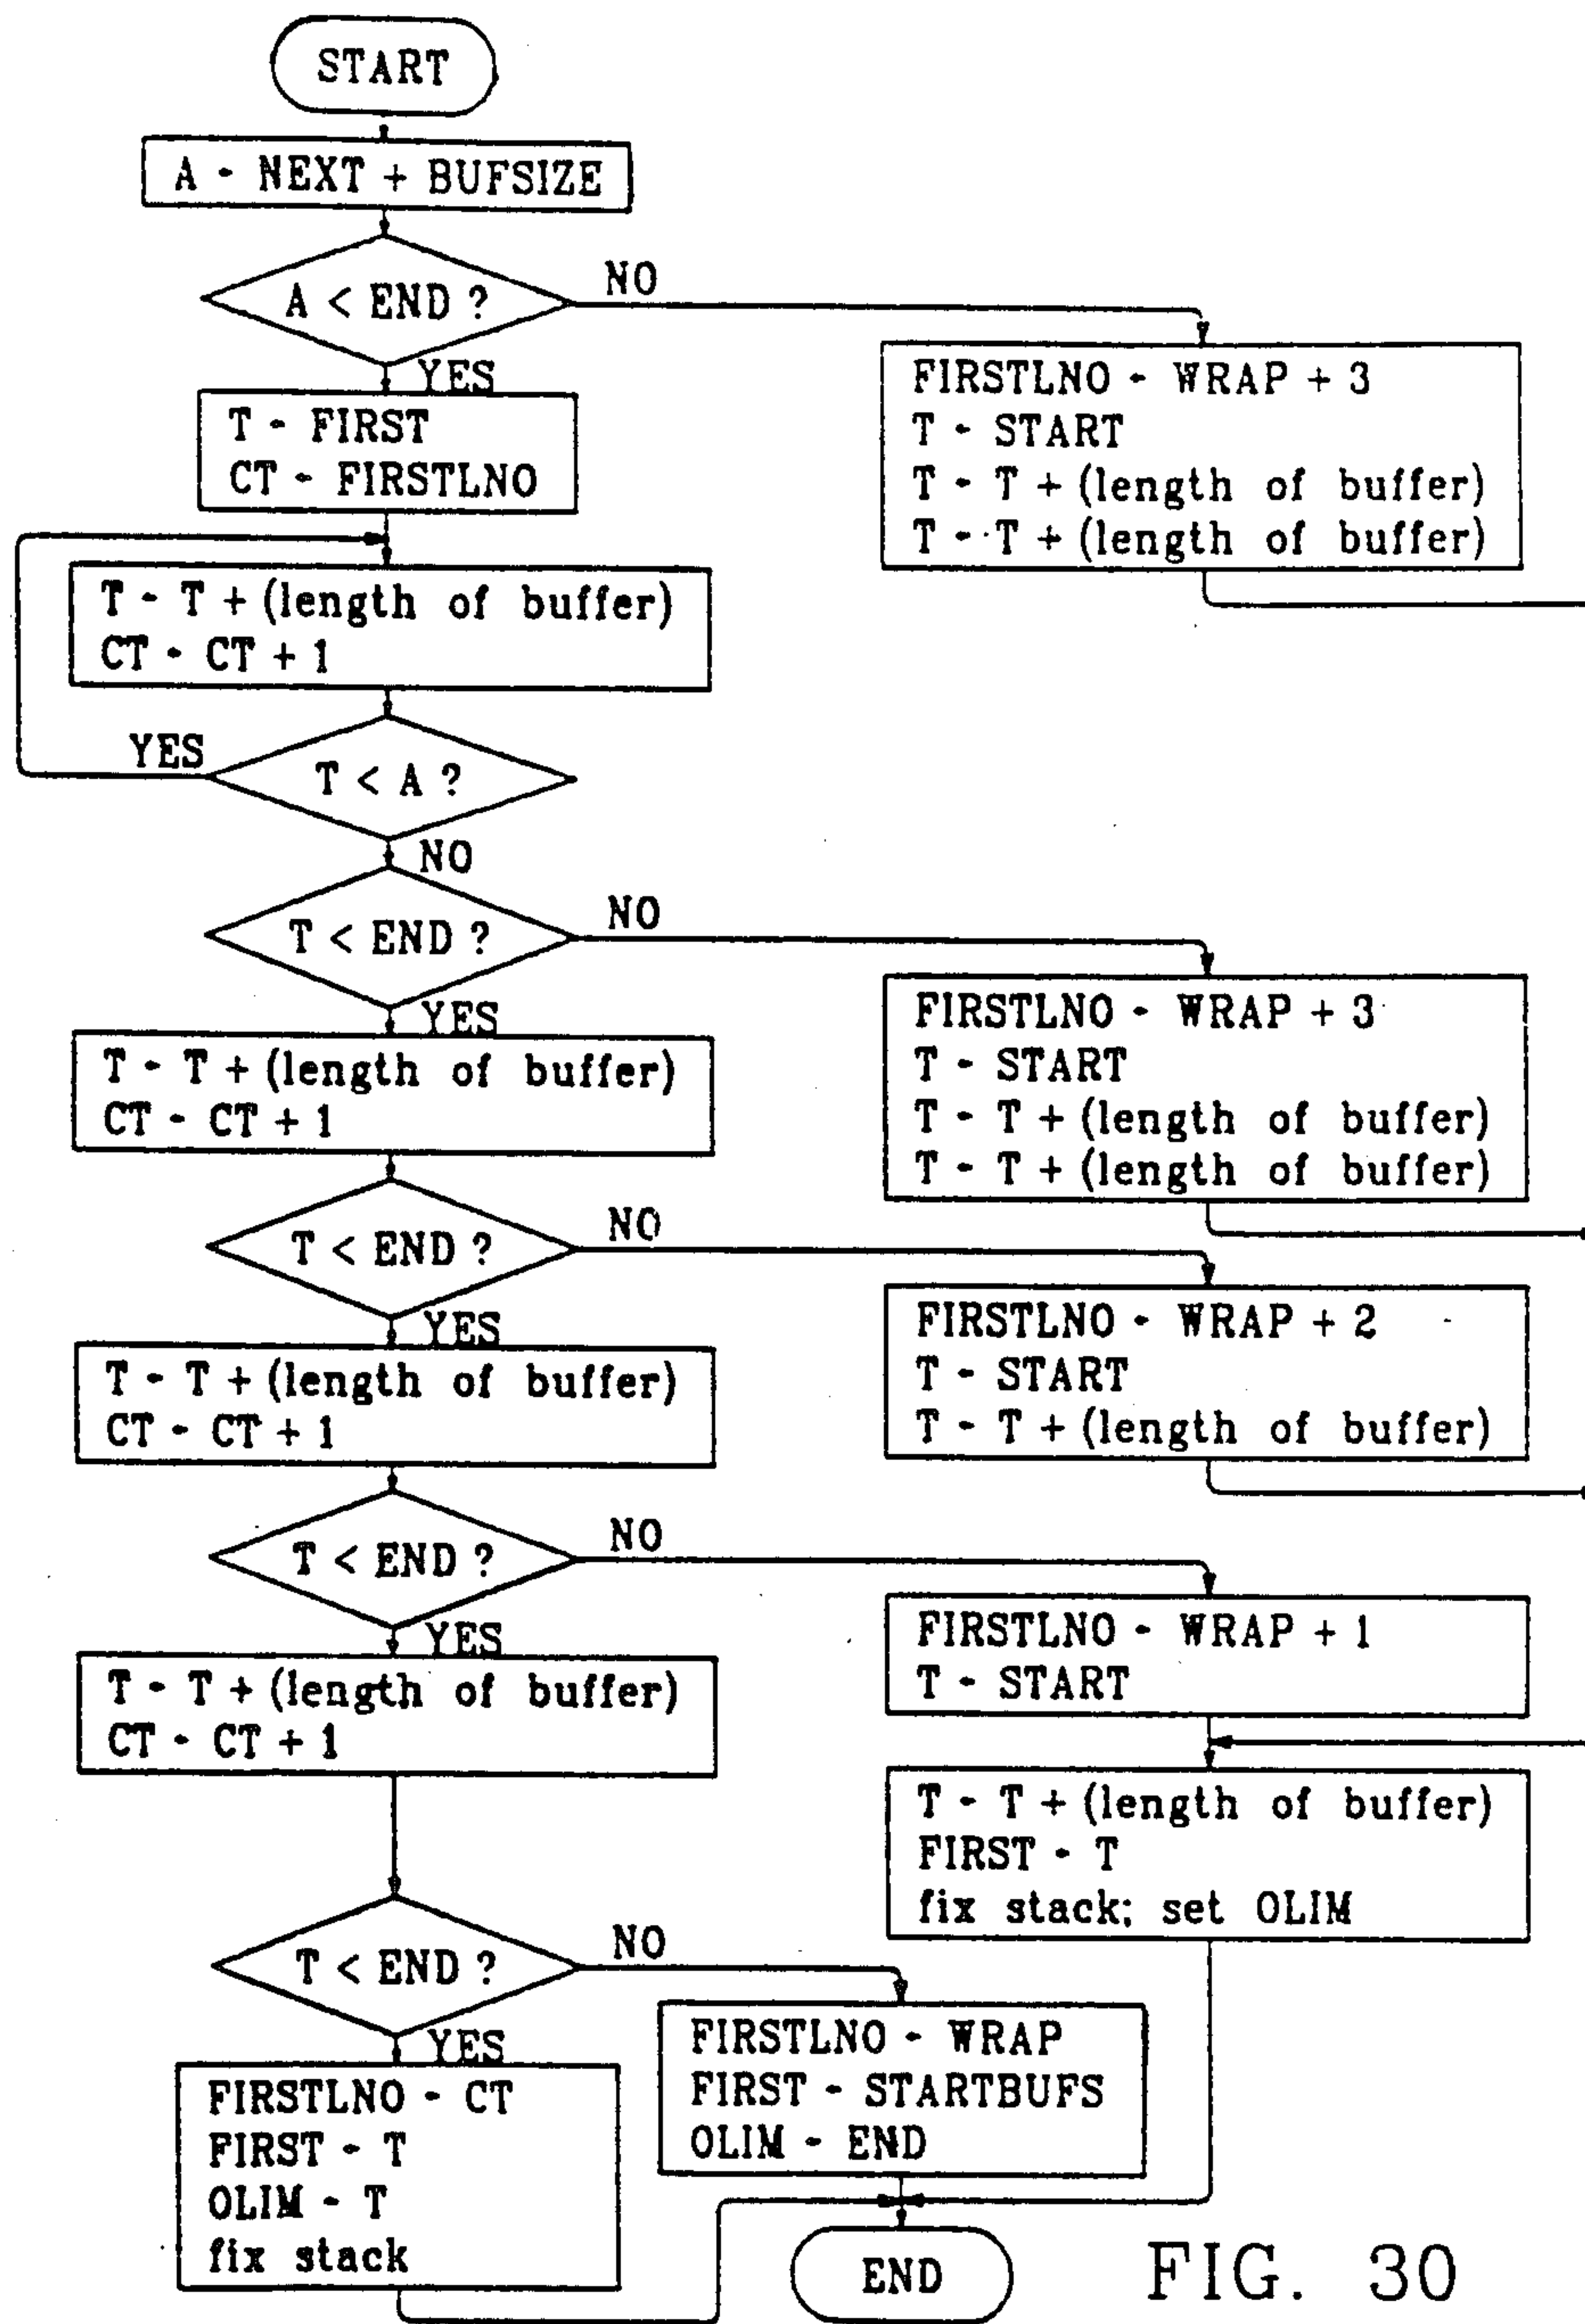 START
A - NEXT + BUFSIZE
A < END ?
NO
YES
FIRSTLNO - WRAP + 3
T - START
T - T + (length of buffer)
T - T + (length of buffer)
T - FIRST
CT - FIRSTLNO
T - T + (length of buffer)
CT - CT + 1
YES
T < A ?
NO
T < END ?
NO
YES
FIRSTLNO - WRAP + 3
T - START
T - T + (length of buffer)
T - T + (length of buffer)
T - T + (length of buffer)
CT - CT + 1
T < END ?
NO
YES
FIRSTLNO - WRAP + 2
T - START
T - T + (length of buffer)
T - T + (length of buffer)
CT - CT + 1
T < END ?
NO
YES
FIRSTLNO - WRAP + 1
T - START
T - T + (length of buffer)
CT - CT + 1
T - T + (length of buffer)
FIRST - T
fix stack; set OLIM
T < END ?
NO
YES
FIRSTLNO - WRAP
FIRST - STARTBUFS
OLIM - END
FIRSTLNO - CT
FIRST - T
OLIM - T
fix stack
END
FIG. 30